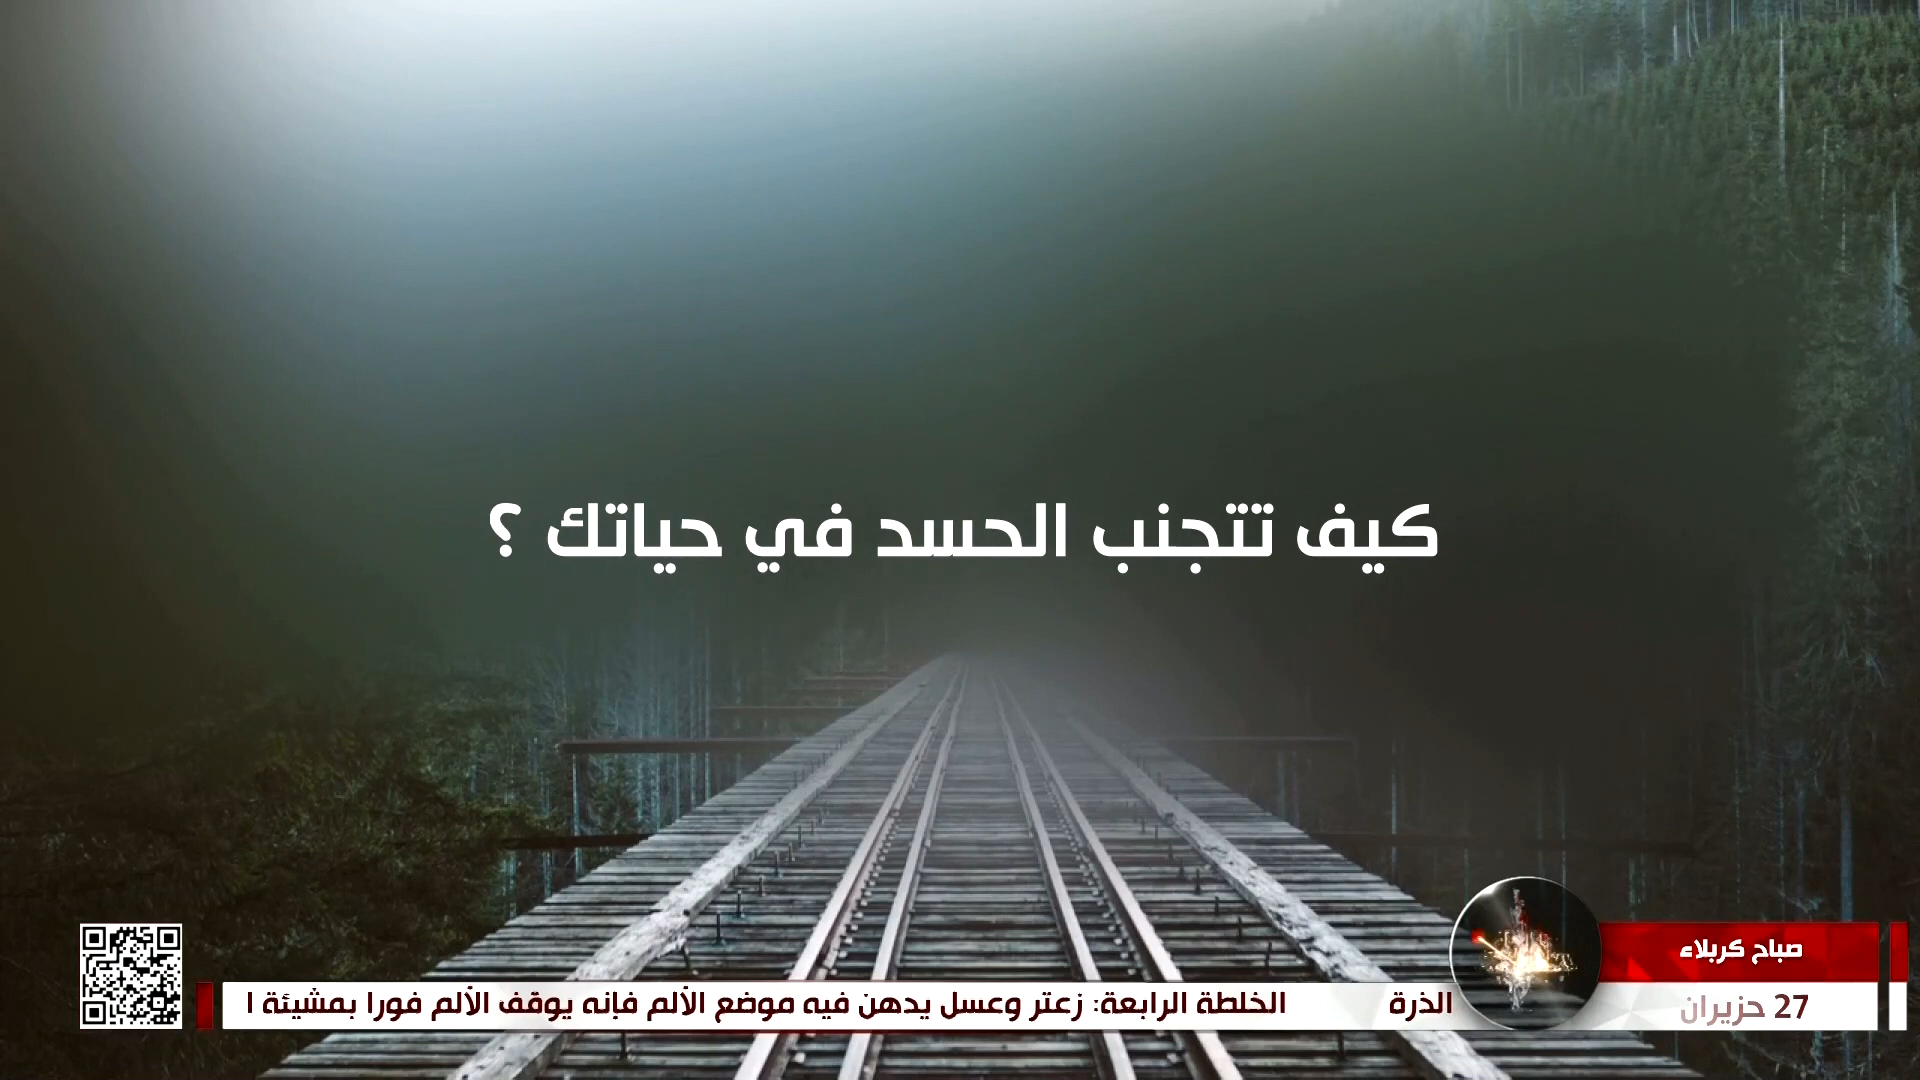 كيف تتجنب الحسد في حياتك ؟
صباح كربلاء
27 حزيران
الذرة الخلطة الرابعة: زعتر وعسل يدهن فيه موضع الألم فإنه يوقف الألم فورا بمشيئة ا